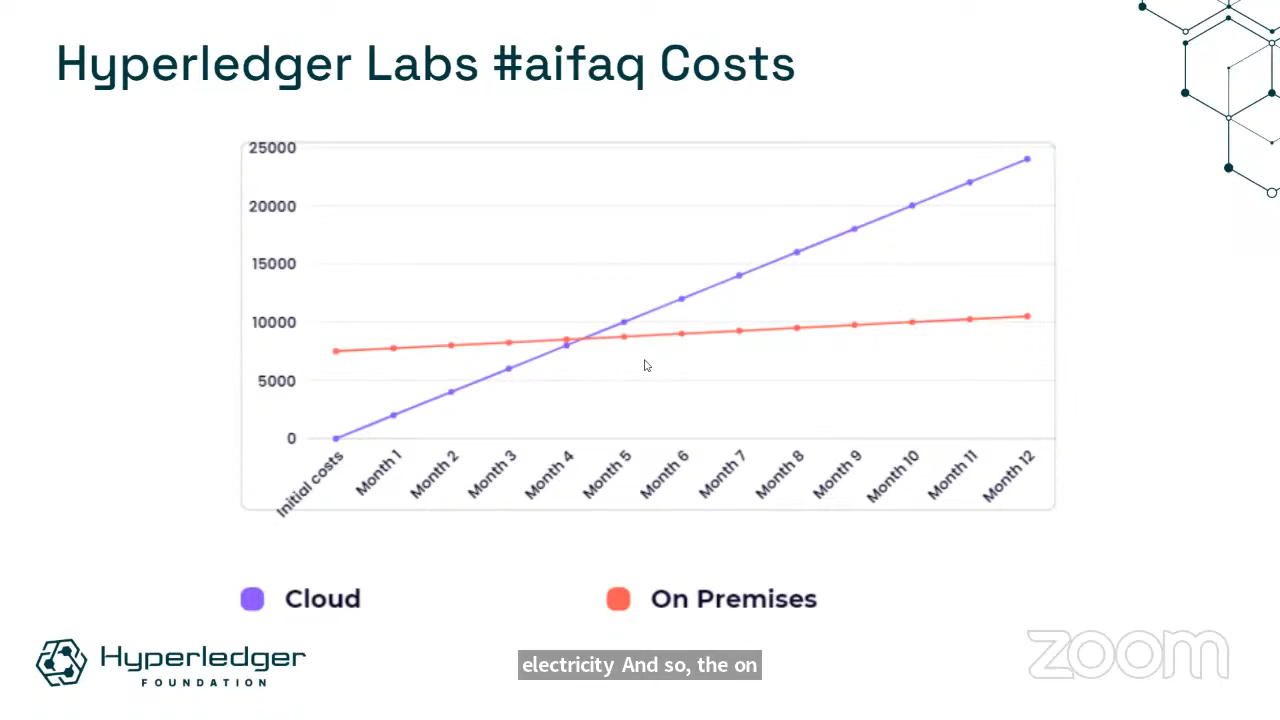 Hyperledger Labs #aifaq Costs
25000
20000
15000
10000
5000
0
Initial costs
Month 1
Month 2
Month 3
Month 4
Month 5
Month 6
Month 7
Month 8
Month 9
Month 10
Month 11
Month 12
Cloud
On Premises
Hyperledger
FOUNDATION
electricity And so, the on
zoom